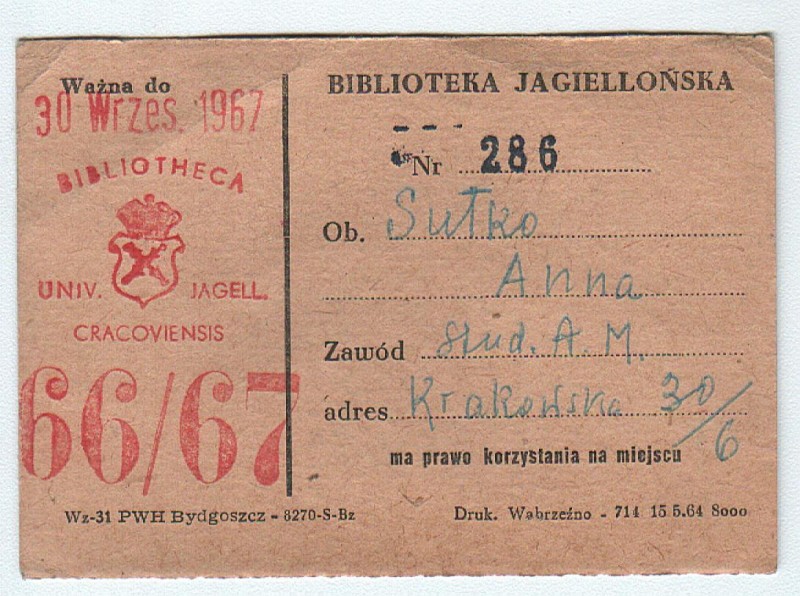 Ważna do
30 Wrzes. 1967
BIBLIOTHECA
UNIV. JAGELL.
CRACOVIENSIS
66/67
BIBLIOTEKA JAGIELLOŃSKA
Nr 286
Ob. Sutko
Anna
Zawód stud. A. M.
adres Krakowska 30/6
ma prawo korzystania na miejscu
Wz-31 PWH Bydgoszcz - 8270-S-Bz
Druk. Wąbrzeźno - 714 15.5.64 8000